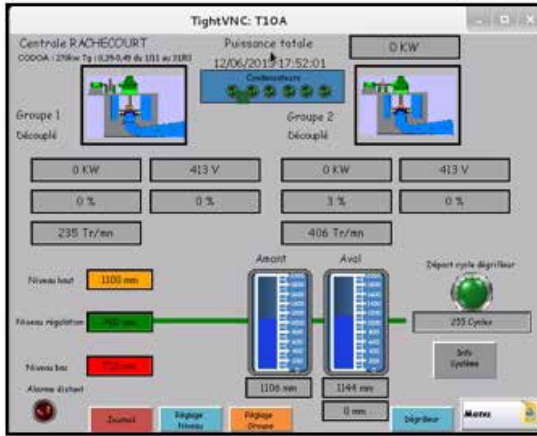 TightVNC: T10A
Centrale RACHECOURT
Puissance totale
0 KW
12/06/2015 17:52:01
Condensateurs
Groupe 1
Découplé
Groupe 2
Découplé
0 KW
413 V
0 KW
413 V
0 %
0 %
3 %
0 %
235 Tr/mn
406 Tr/mn
Amont
Aval
Départ cycle dégrilleur
Niveau haut
1100 mm
Niveau régulation
255 Cycles
Niveau bas
Info
Système
Alarme distant
1106 mm
1144 mm
0 mm
Journal
Réglage
Niveau
Réglage
Groupe
Dégrilleur
Menu